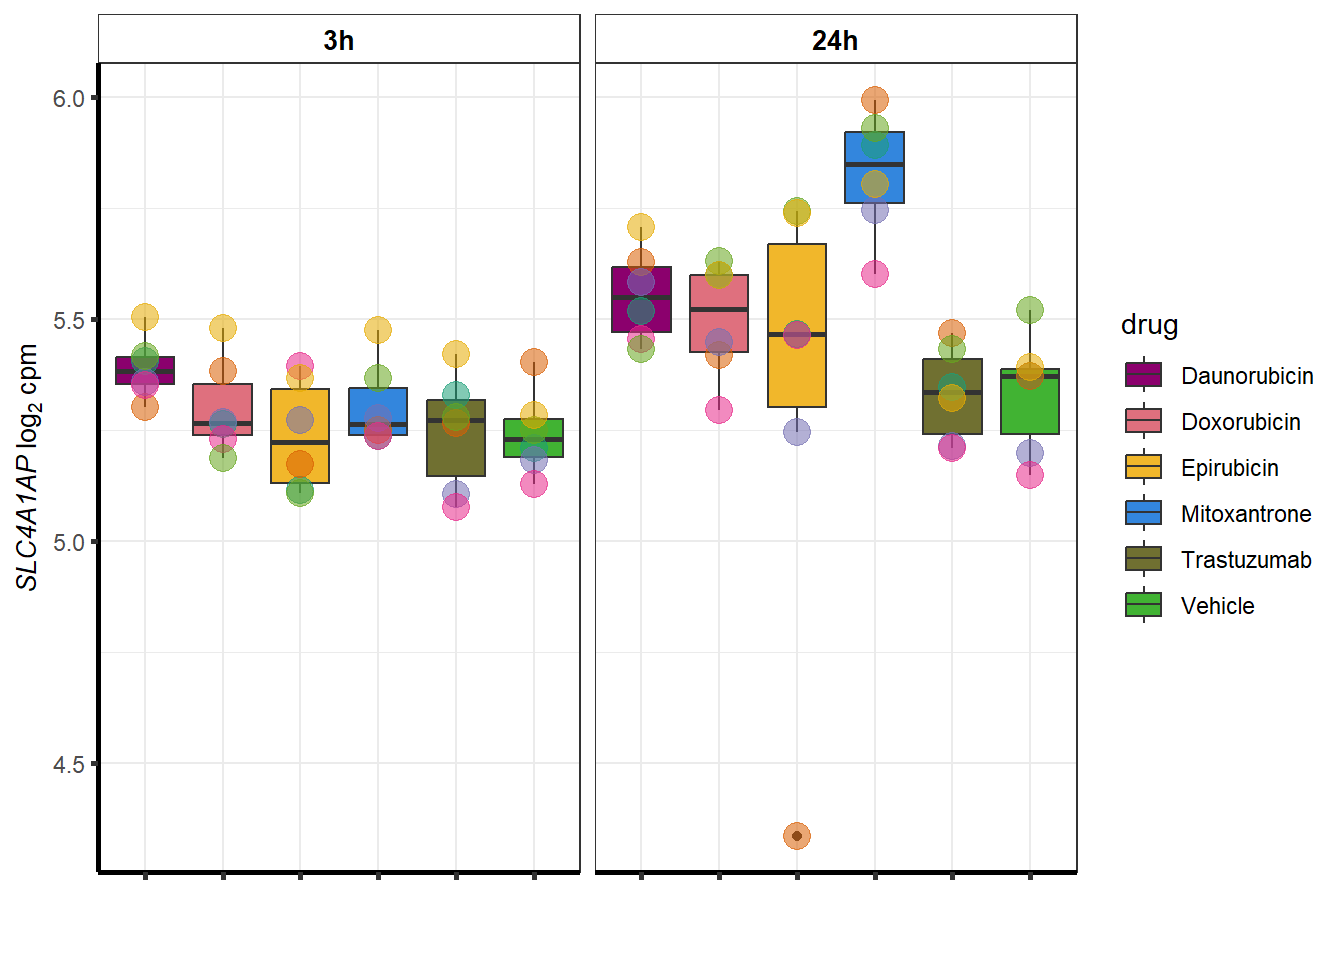 3h
24h
6.0
5.5
5.0
4.5
SLC4A1AP log2 cpm
drug
Daunorubicin
Doxorubicin
Epirubicin
Mitoxantrone
Trastuzumab
Vehicle